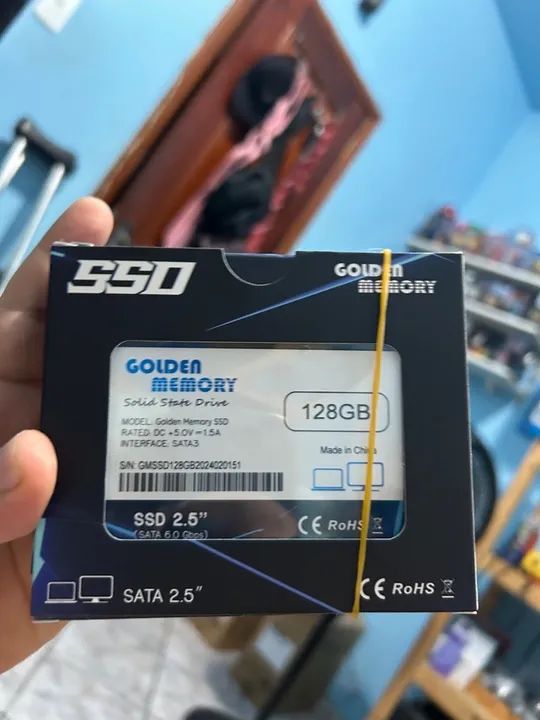 SSD
GOLDEN
MEMORY
GOLDEN
MEMORY
Solid State Drive
128GB
MODEL: Golden Memory SSD
RATED: DC +5.0V⎓1.5A
INTERFACE: SATA3
Made in China
S/N: GMSSD128GB2024020151
SSD 2.5”
(SATA 6.0 Gbps)
CE RoHS
SATA 2.5”
CE RoHS